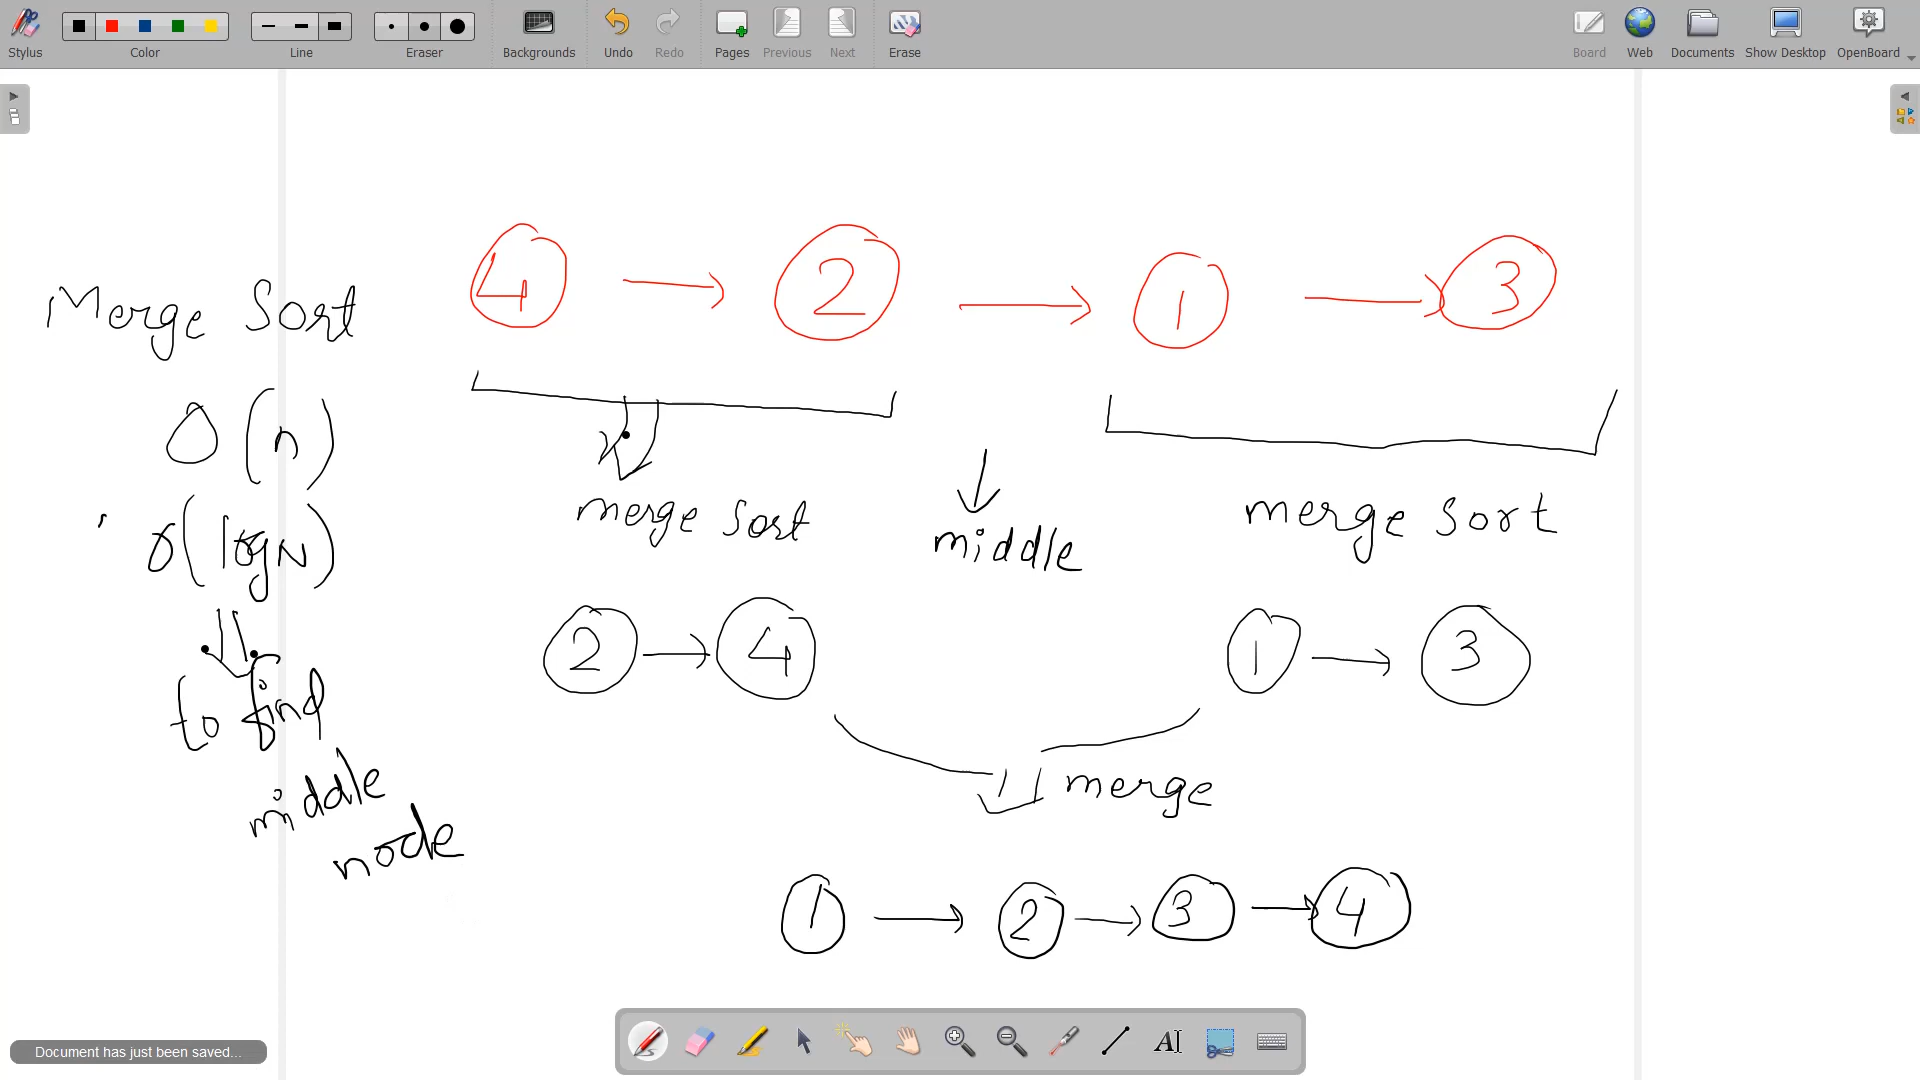 Stylus Color Line Eraser Backgrounds Undo Redo Pages Previous Next Erase Board Web Documents Show Desktop OpenBoard
4 → 2 → 1 → 3
Merge Sort
O(n)
O(logN)
to find
middle
node
merge sort
middle
merge sort
2 → 4
1 → 3
merge
1 → 2 → 3 → 4
Document has just been saved...
AI